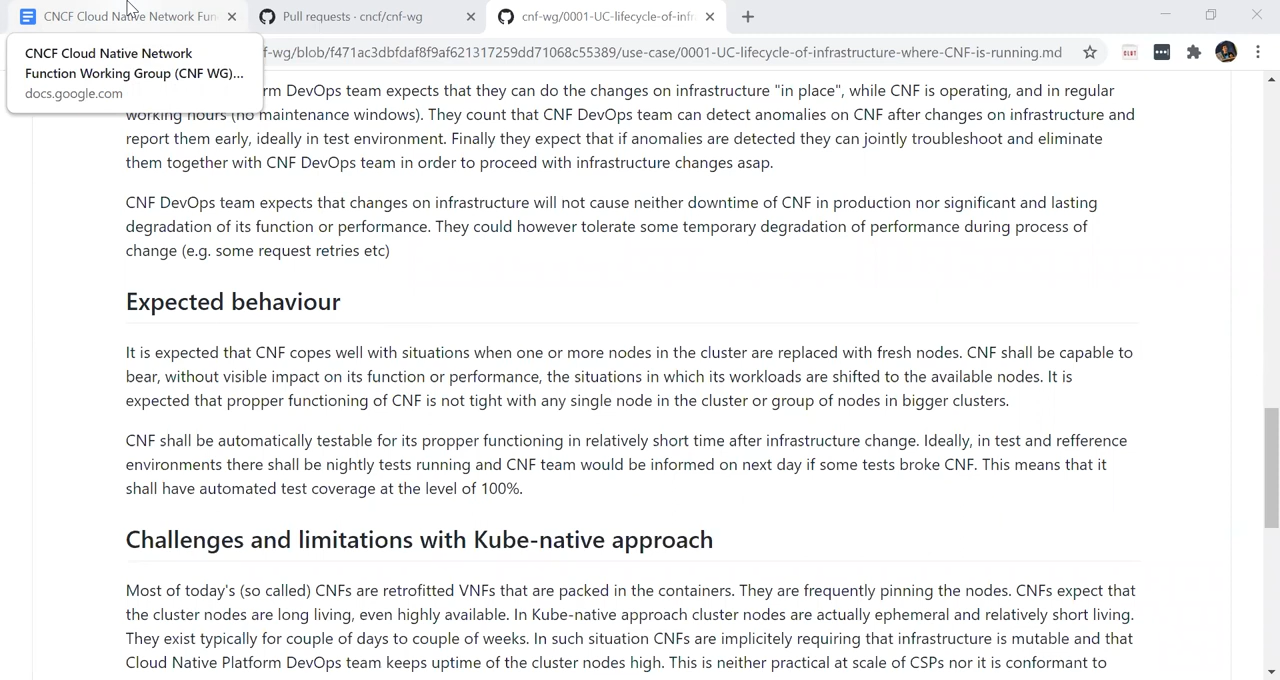 CNCF Cloud Native Network Fun
Pull requests · cncf/cnf-wg
cnf-wg/0001-UC-lifecycle-of-infr
CNCF Cloud Native Network
Function Working Group (CNF WG)...
docs.google.com
f-wg/blob/f471ac3dbfdaf8f9af621317259dd71068c55389/use-case/0001-UC-lifecycle-of-infrastructure-where-CNF-is-running.md
rm DevOps team expects that they can do the changes on infrastructure "in place", while CNF is operating, and in regular
working hours (no maintenance windows). They count that CNF DevOps team can detect anomalies on CNF after changes on infrastructure and
report them early, ideally in test environment. Finally they expect that if anomalies are detected they can jointly troubleshoot and eliminate
them together with CNF DevOps team in order to proceed with infrastructure changes asap.
CNF DevOps team expects that changes on infrastructure will not cause neither downtime of CNF in production nor significant and lasting
degradation of its function or performance. They could however tolerate some temporary degradation of performance during process of
change (e.g. some request retries etc)
Expected behaviour
It is expected that CNF copes well with situations when one or more nodes in the cluster are replaced with fresh nodes. CNF shall be capable to
bear, without visible impact on its function or performance, the situations in which its workloads are shifted to the available nodes. It is
expected that propper functioning of CNF is not tight with any single node in the cluster or group of nodes in bigger clusters.
CNF shall be automatically testable for its propper functioning in relatively short time after infrastructure change. Ideally, in test and refference
environments there shall be nightly tests running and CNF team would be informed on next day if some tests broke CNF. This means that it
shall have automated test coverage at the level of 100%.
Challenges and limitations with Kube-native approach
Most of today's (so called) CNFs are retrofitted VNFs that are packed in the containers. They are frequently pinning the nodes. CNFs expect that
the cluster nodes are long living, even highly available. In Kube-native approach cluster nodes are actually ephemeral and relatively short living.
They exist typically for couple of days to couple of weeks. In such situation CNFs are implicitely requiring that infrastructure is mutable and that
Cloud Native Platform DevOps team keeps uptime of the cluster nodes high. This is neither practical at scale of CSPs nor it is conformant to